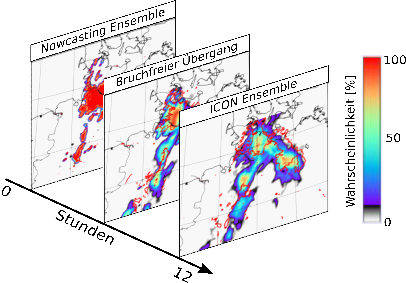 Nowcasting Ensemble
Bruchfreier Übergang
ICON Ensemble
0
Stunden
12
100
50
0
Wahrscheinlichkeit [%]